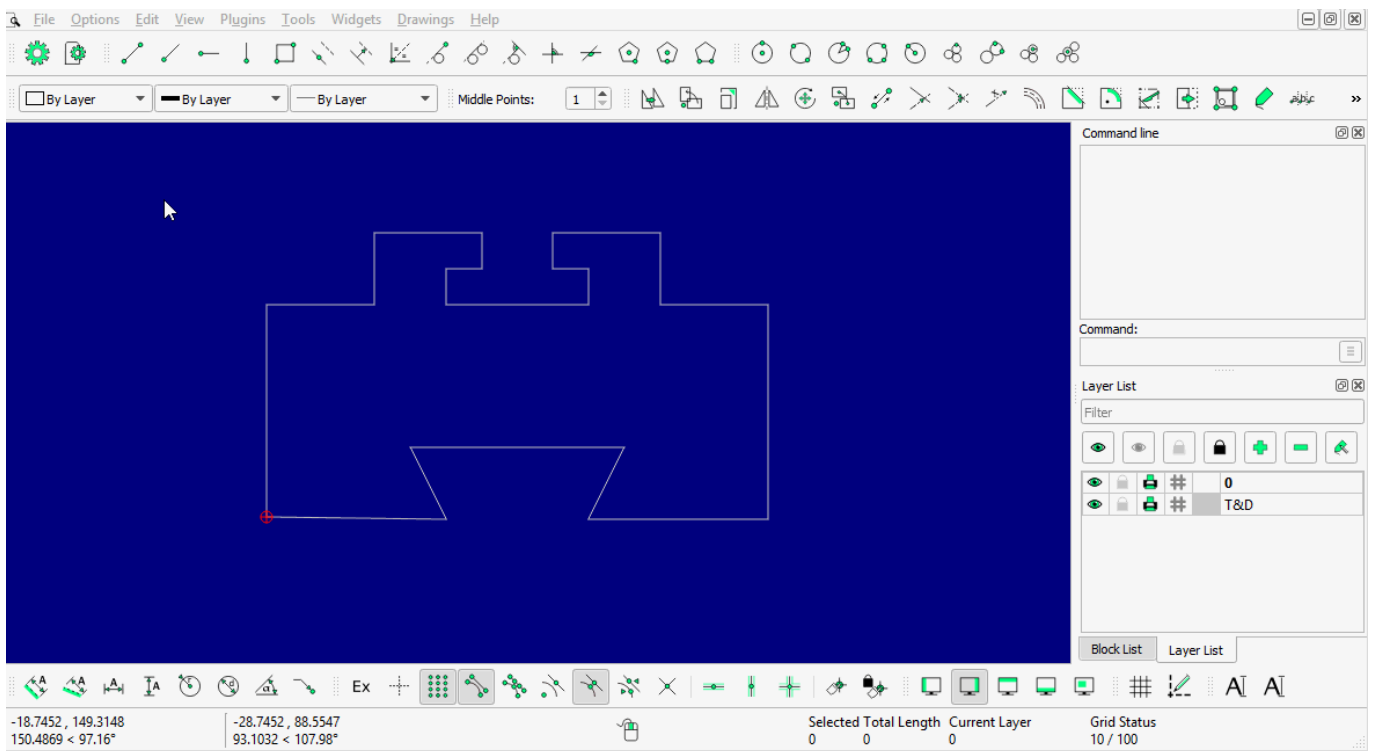 File Options Edit View Plugins Tools Widgets Drawings Help
By Layer By Layer By Layer Middle Points: 1
Command line
Command:
Layer List
Filter
0
T&D
Block List Layer List
Ex
-18.7452 , 149.3148 -28.7452 , 88.5547 Selected Total Length Current Layer Grid Status
150.4869 < 97.16° 93.1032 < 107.98° 0 0 0 10 / 100